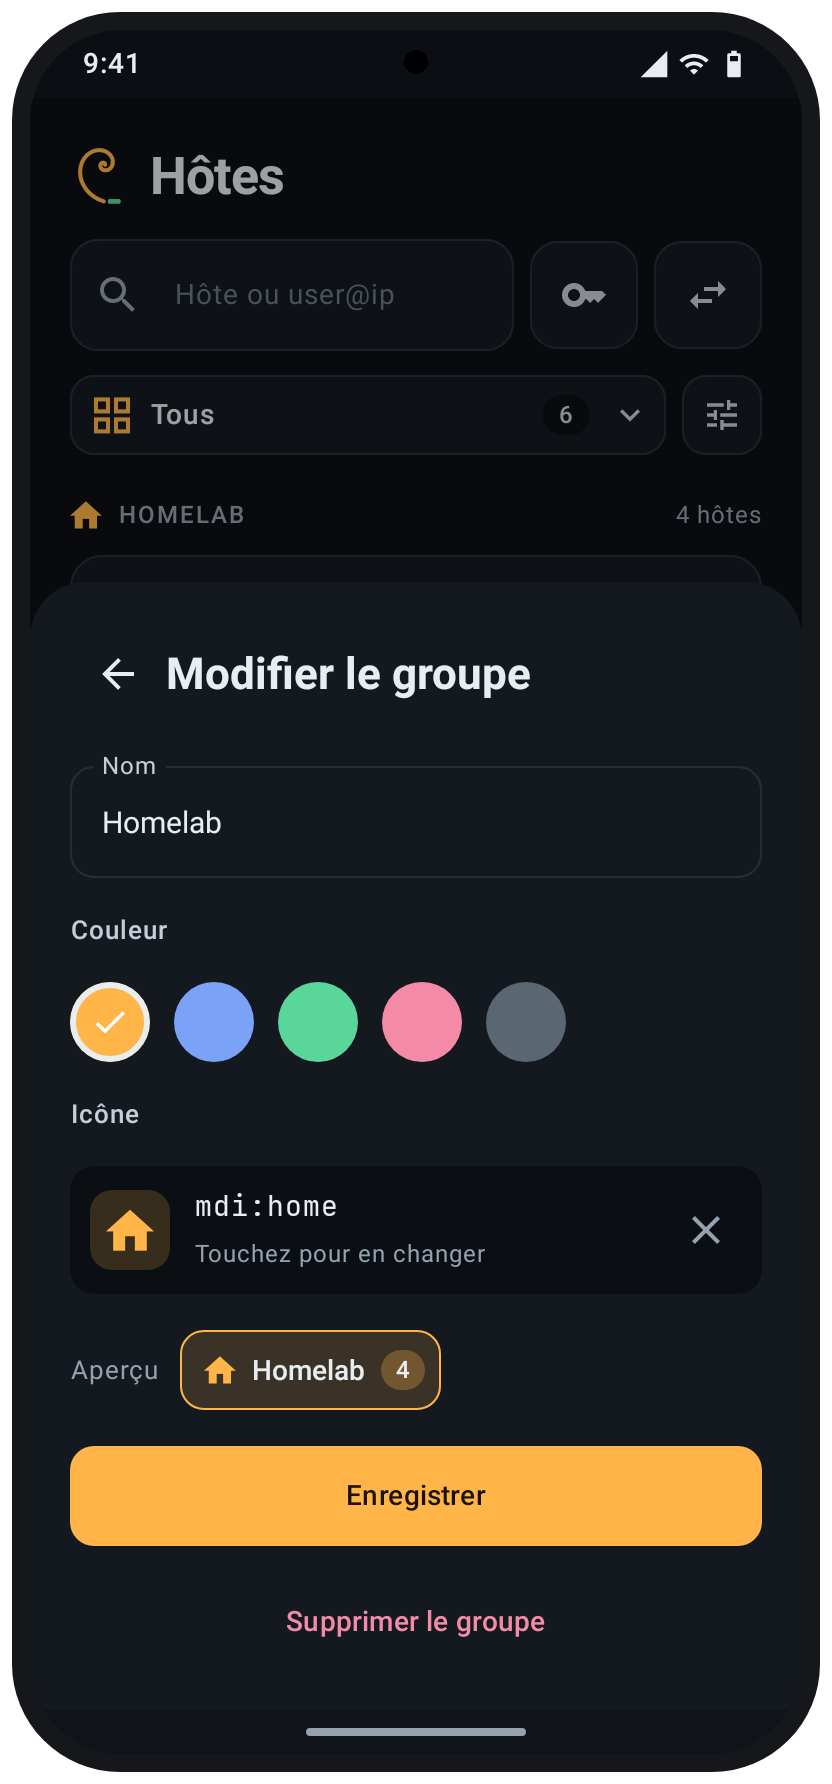 9:41
Hôtes
Hôte ou user@ip
Tous
6
HOMELAB
4 hôtes
Modifier le groupe
Nom
Homelab
Couleur
Icône
mdi:home
Touchez pour en changer
Aperçu
Homelab
4
Enregistrer
Supprimer le groupe